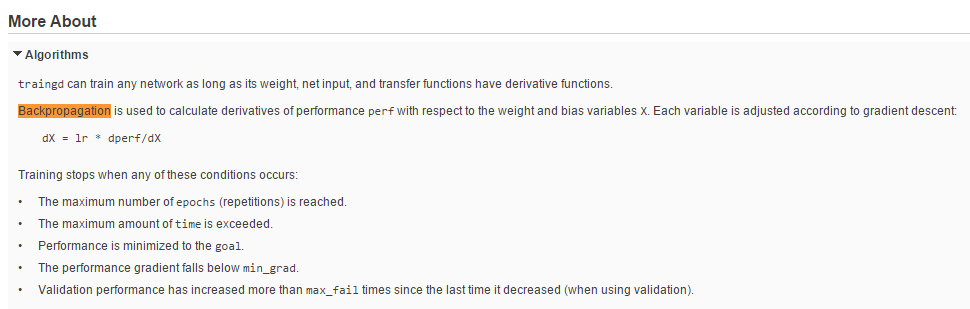 More About
Algorithms
traingd can train any network as long as its weight, net input, and transfer functions have derivative functions.
Backpropagation is used to calculate derivatives of performance perf with respect to the weight and bias variables X. Each variable is adjusted according to gradient descent:
dX = lr * dperf/dX
Training stops when any of these conditions occurs:
• The maximum number of epochs (repetitions) is reached.
• The maximum amount of time is exceeded.
• Performance is minimized to the goal.
• The performance gradient falls below min_grad.
• Validation performance has increased more than max_fail times since the last time it decreased (when using validation).